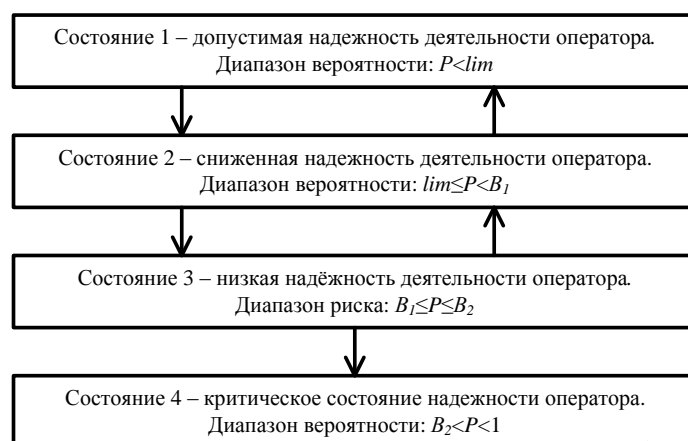 Состояние 1 – допустимая надежность деятельности оператора.
Диапазон вероятности: P<lim
Состояние 2 – сниженная надежность деятельности оператора.
Диапазон вероятности: lim≤P<B₁
Состояние 3 – низкая надёжность деятельности оператора.
Диапазон риска: B₁≤P≤B₂
Состояние 4 – критическое состояние надежности оператора.
Диапазон вероятности: B₂<P<1